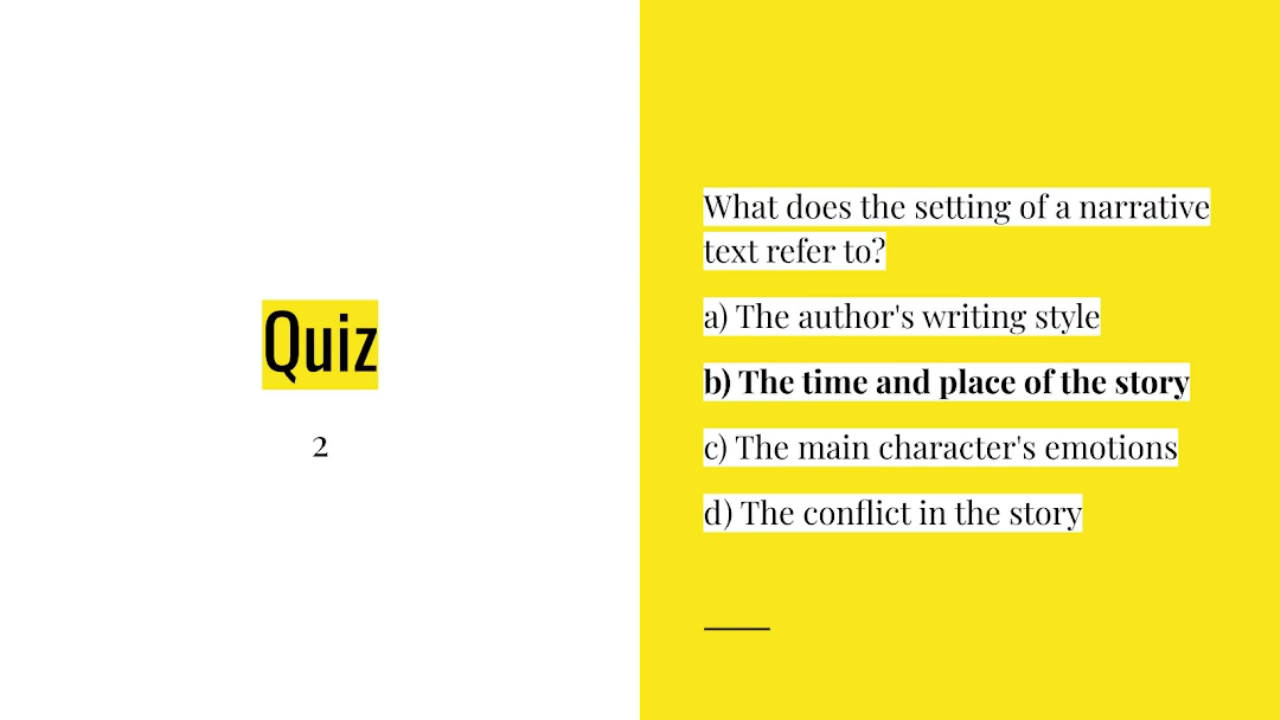 Quiz
2
What does the setting of a narrative
text refer to?
a) The author's writing style
b) The time and place of the story
c) The main character's emotions
d) The conflict in the story